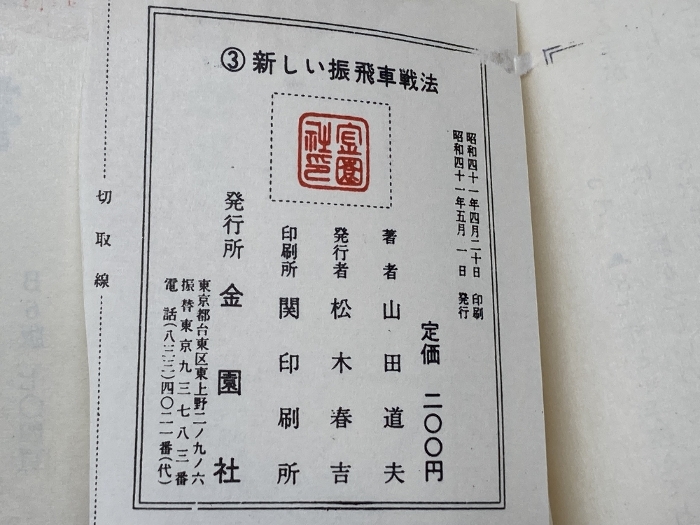 ③新しい振飛車戦法
金園社印
昭和四十一年四月二十日 印刷
昭和四十一年五月一日 発行
定価 二〇〇円
著者 山田道夫
発行者 松木春吉
印刷所 関印刷所
発行所 金園社
東京都台東区東上野二ノ九ノ六
振替東京九三七八三番
電話(八三三)四〇二一番(代)
切取線